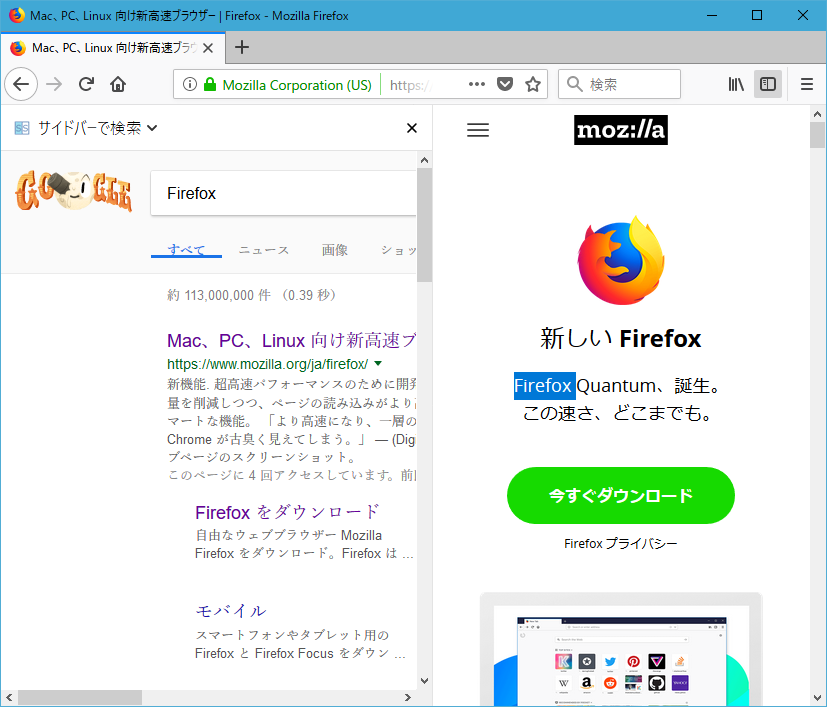 Mac、PC、Linux 向け新高速ブラウザー | Firefox - Mozilla Firefox
Mac、PC、Linux 向け新高速ブラウ
Mozilla Corporation (US)
https:/
検索
サイドバーで検索
GOOGLE
Firefox
すべて
ニュース
画像
ショッ
約 113,000,000 件 （0.39 秒）
Mac、PC、Linux 向け新高速ブ
https://www.mozilla.org/ja/firefox/
新機能. 超高速パフォーマンスのために開発
量を削減しつつ、ページの読み込みがより
マートな機能。 「より高速になり、一層の
Chrome が古臭く見えてしまう。」 — (Dig
ブページのスクリーンショット。
このページに 4 回アクセスしています。前
Firefox をダウンロード
自由なウェブブラウザー Mozilla
Firefox をダウンロード。Firefox は ...
モバイル
スマートフォンやタブレット用の
Firefox と Firefox Focus をダウン ...
moz://a
新しい Firefox
Firefox Quantum、誕生。
この速さ、どこまでも。
今すぐダウンロード
Firefox プライバシー